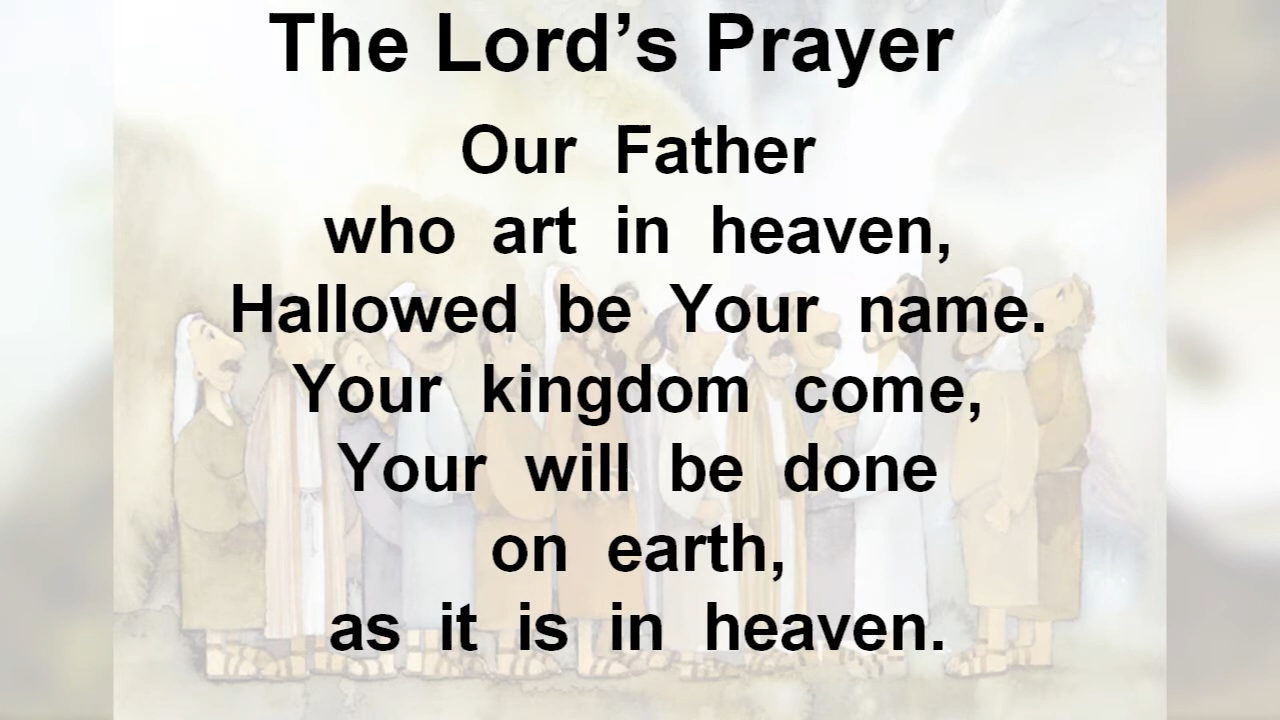 The Lord’s Prayer
Our Father
who art in heaven,
Hallowed be Your name.
Your kingdom come,
Your will be done
on earth,
as it is in heaven.